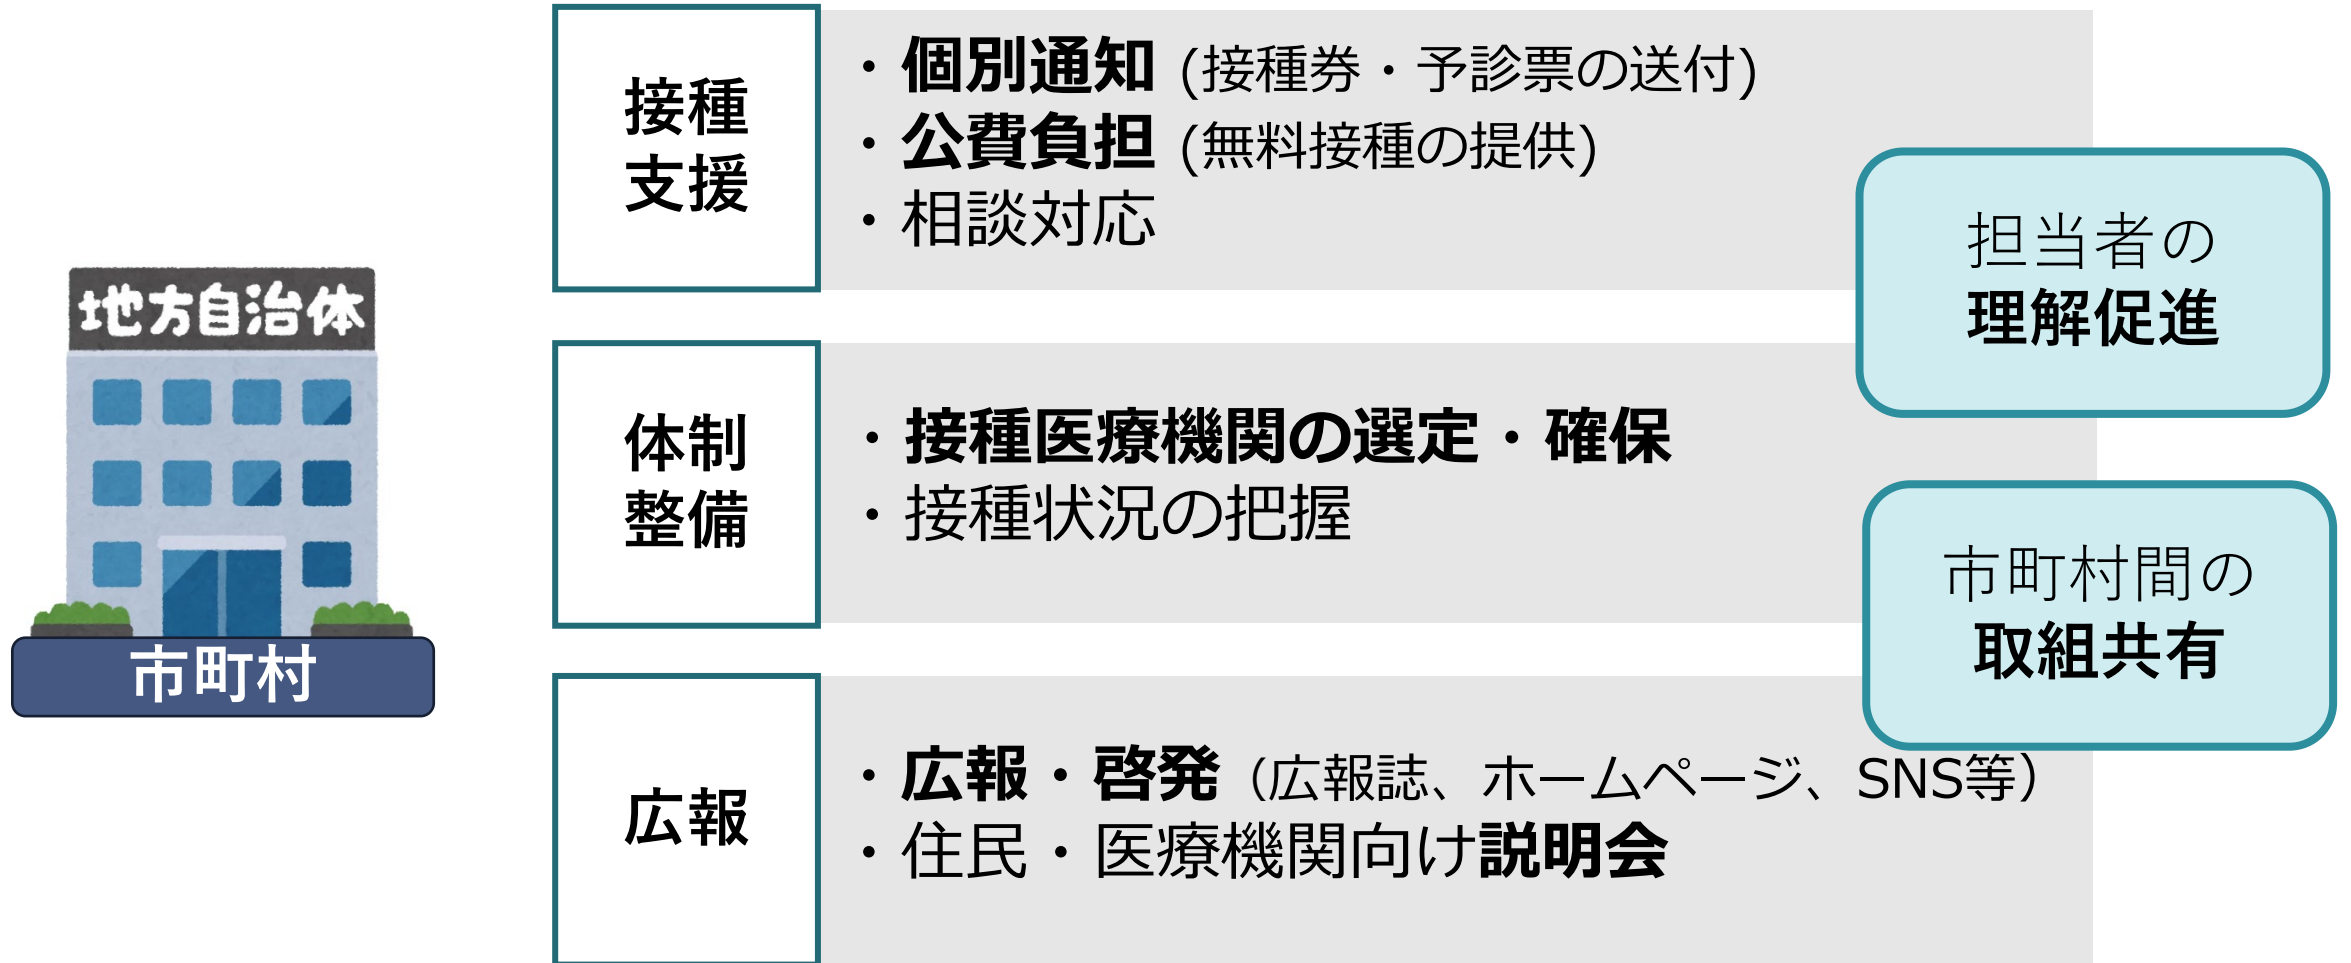 地方自治体
市町村
接種
支援
・個別通知 (接種券・予診票の送付)
・公費負担 (無料接種の提供)
・相談対応
体制
整備
・接種医療機関の選定・確保
・接種状況の把握
広報
・広報・啓発（広報誌、ホームページ、SNS等）
・住民・医療機関向け説明会
担当者の
理解促進
市町村間の
取組共有